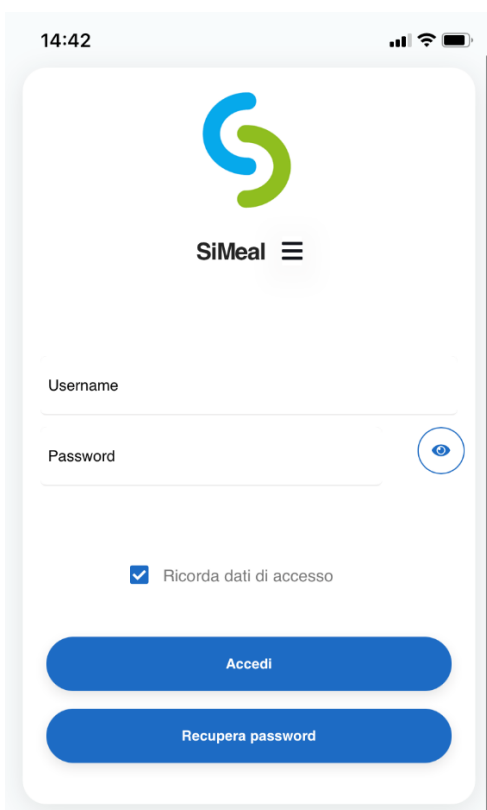 14:42
SiMeal
Username
Password
Ricorda dati di accesso
Accedi
Recupera password